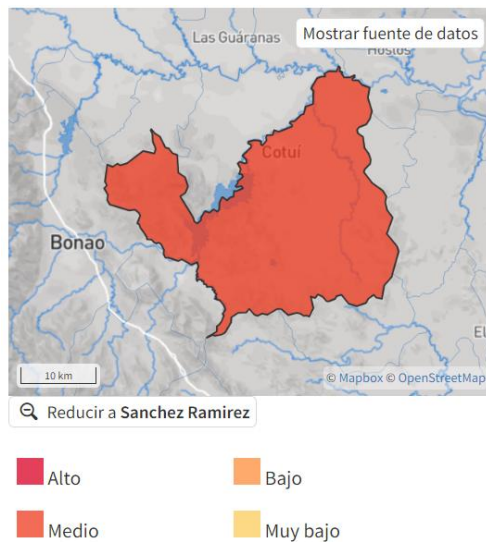 Las Guáranas
Mostrar fuente de datos
Hostos
Cotuí
Bonao
El
10 km
© Mapbox © OpenStreetMap
Reducir a Sanchez Ramirez
Alto
Bajo
Medio
Muy bajo